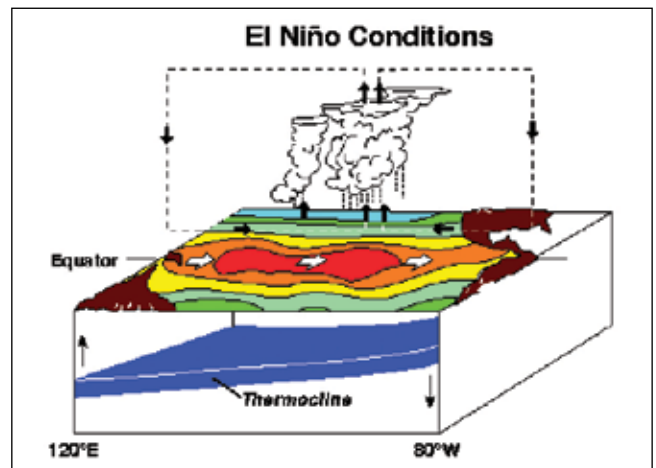 El Niño Conditions
Equator
Thermocline
120°E
80°W